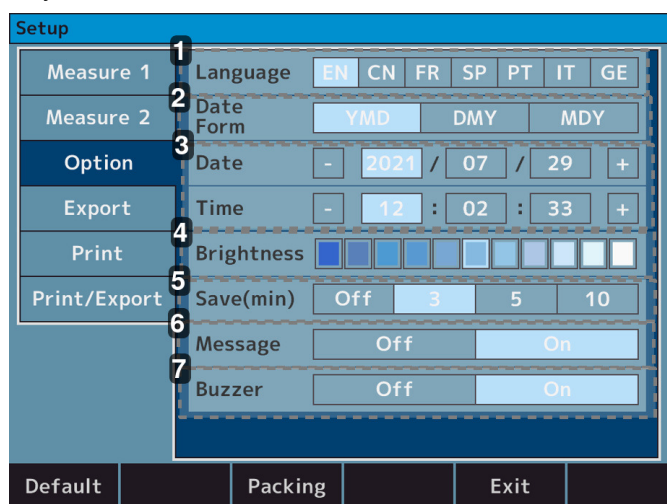 Setup
1
Measure 1
Language EN CN FR SP PT IT GE
2
Measure 2
Date
Form YMD DMY MDY
3
Option
Date - 2021 / 07 / 29 +
Export
Time - 12 : 02 : 33 +
4
Print
Brightness
5
Print/Export
Save(min) Off 3 5 10
6
Message Off On
7
Buzzer Off On
Default Packing Exit